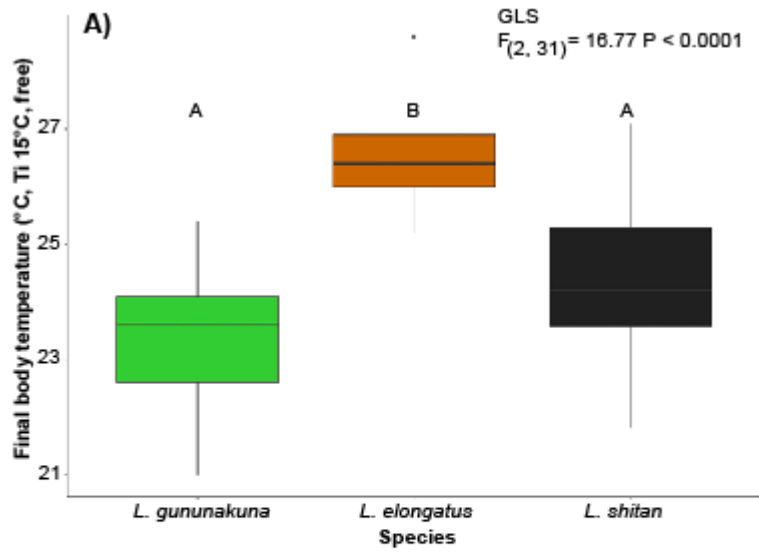 A)
GLS
F(2, 31)= 16.77 P < 0.0001
A
B
A
Final body temperature (°C, Ti 15°C, free)
27
25
23
21
L. gununakuna
L. elongatus
L. shitan
Species